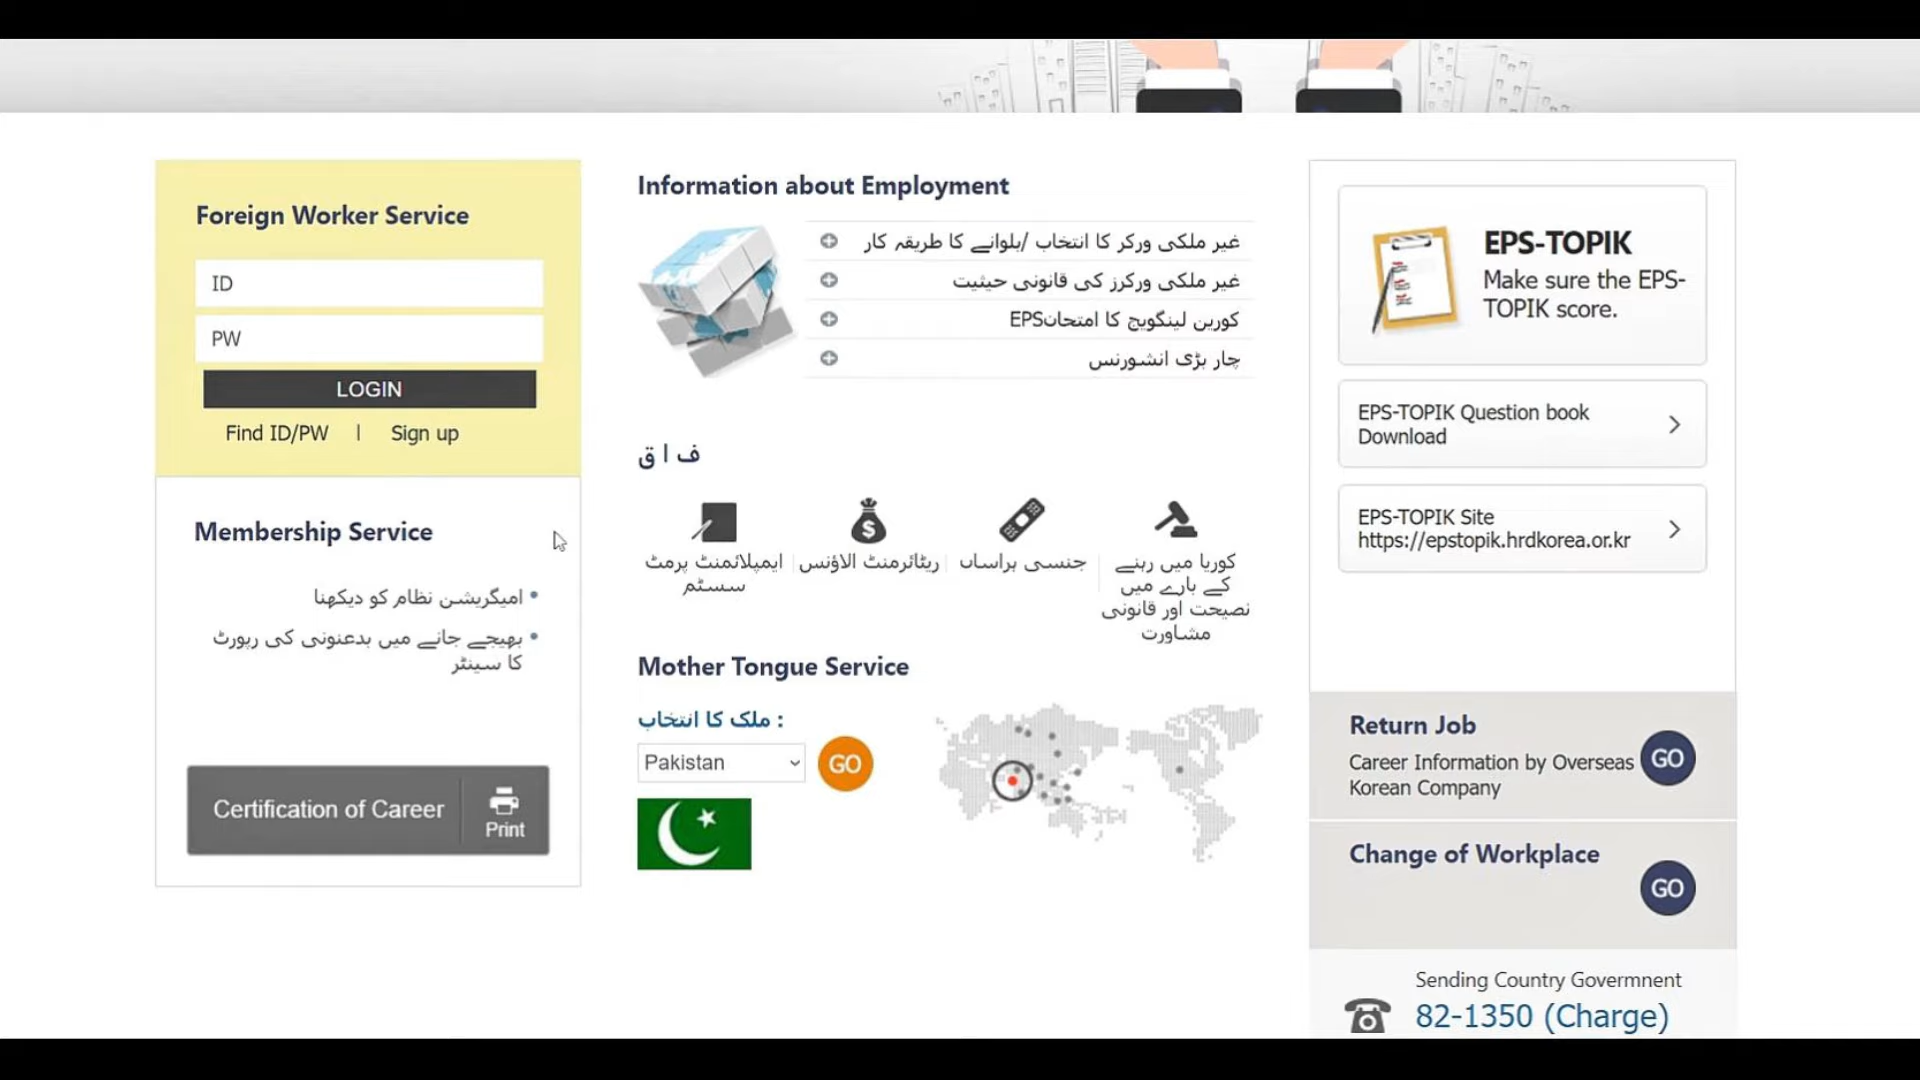 Foreign Worker Service
ID
PW
LOGIN
Find ID/PW | Sign up
Membership Service
امیگریشن نظام کو دیکھنا
بھیجے جانے میں بدعنونی کی رپورٹ
کا سینٹر
Certification of Career
Print
Information about Employment
غیر ملکی ورکر کا انتخاب /بلوانے کا طریقہ کار
غیر ملکی ورکرز کی قانونی حیثیت
کورین لینگویج کا امتحانEPS
چار بڑی انشورنس
ف ا ق
ایمپلائمنٹ پرمٹ
سسٹم
ریٹائرمنٹ الاؤنس
جنسی ہراساں
کوریا میں رہنے
کے بارے میں
نصیحت اور قانونی
مشاورت
Mother Tongue Service
ملک کا انتخاب :
Pakistan
GO
EPS-TOPIK
Make sure the EPS-
TOPIK score.
EPS-TOPIK Question book
Download
EPS-TOPIK Site
https://epstopik.hrdkorea.or.kr
Return Job
Career Information by Overseas
Korean Company
GO
Change of Workplace
GO
Sending Country Govermnent
82-1350 (Charge)